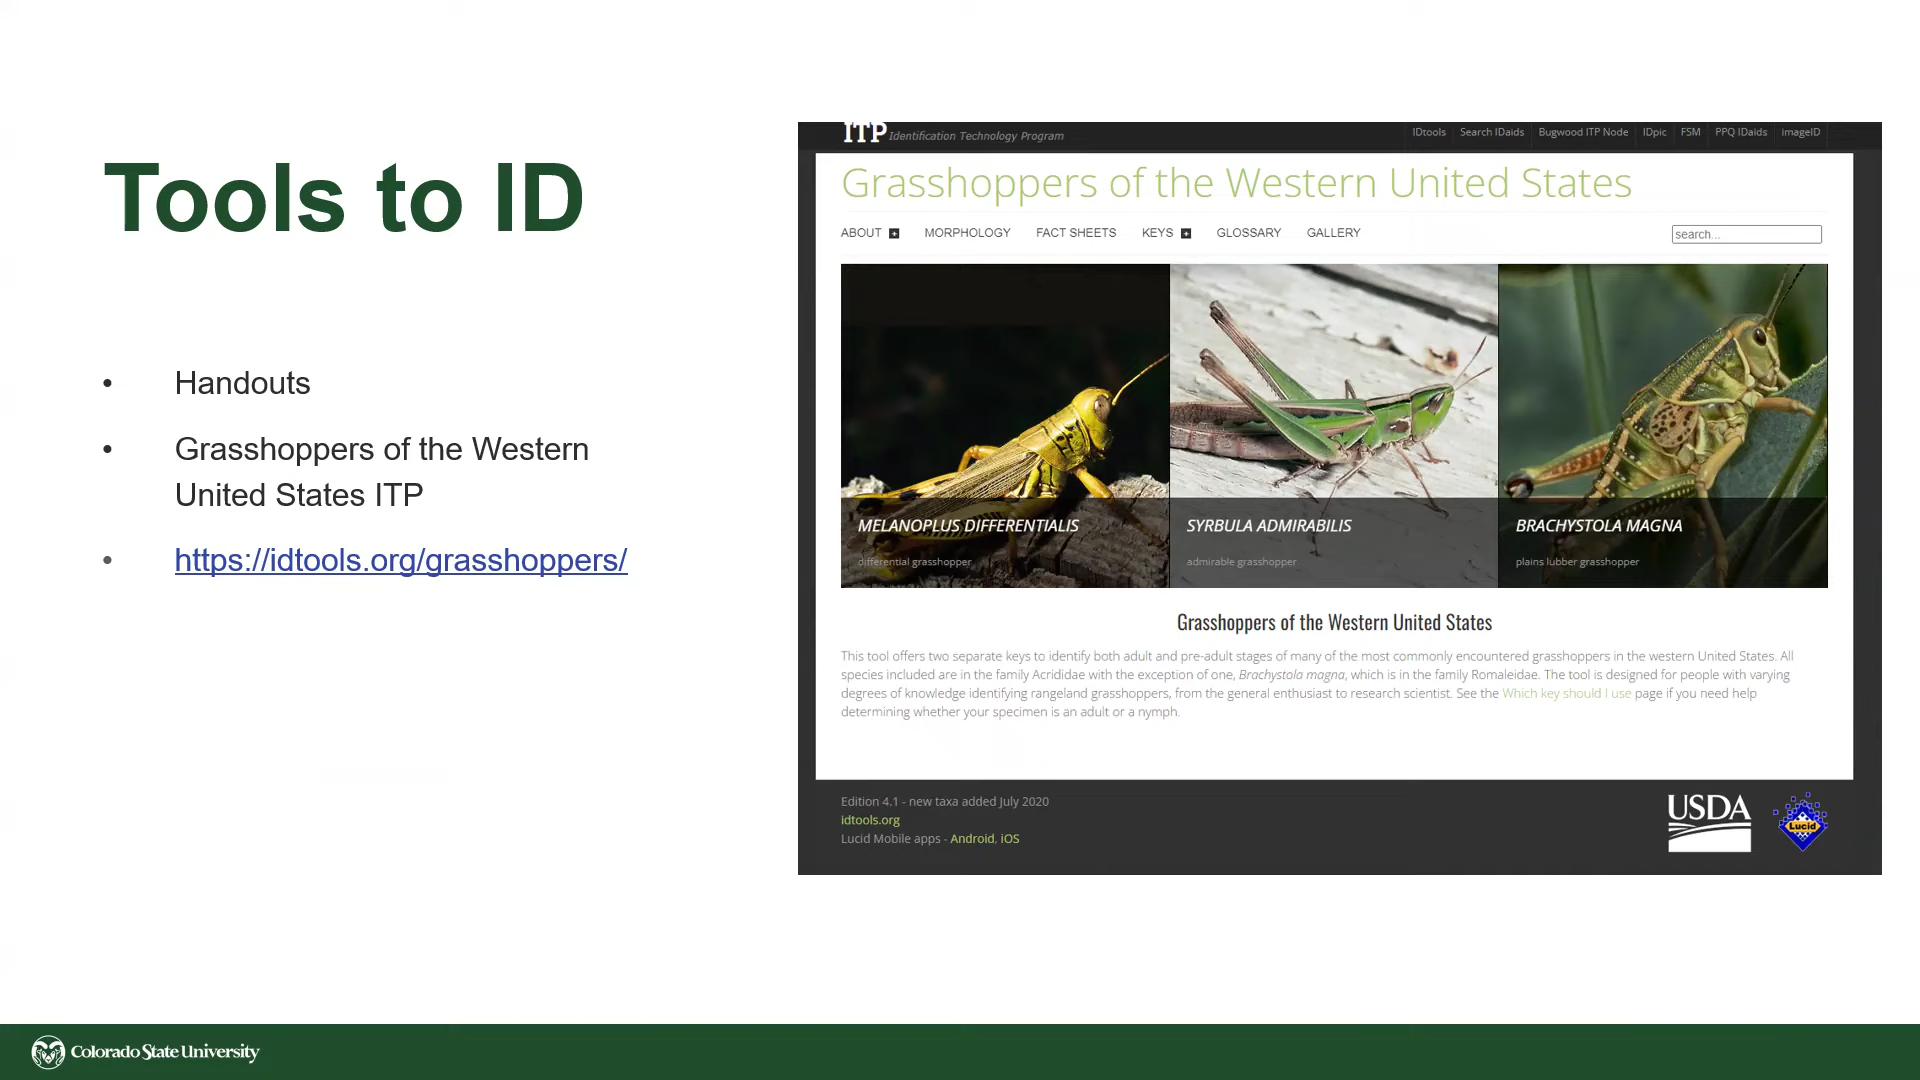 Tools to ID
• Handouts
• Grasshoppers of the Western
United States ITP
• https://idtools.org/grasshoppers/
ITP Identification Technology Program
IDtools Search IDaids Bugwood ITP Node IDpic FSM PPQ IDaids imageID
Grasshoppers of the Western United States
ABOUT MORPHOLOGY FACT SHEETS KEYS GLOSSARY GALLERY
search...
MELANOPLUS DIFFERENTIALIS
differential grasshopper
SYRBULA ADMIRABILIS
admirable grasshopper
BRACHYSTOLA MAGNA
plains lubber grasshopper
Grasshoppers of the Western United States
This tool offers two separate keys to identify both adult and pre-adult stages of many of the most commonly encountered grasshoppers in the western United States. All
species included are in the family Acrididae with the exception of one, Brachystola magna, which is in the family Romaleidae. The tool is designed for people with varying
degrees of knowledge identifying rangeland grasshoppers, from the general enthusiast to research scientist. See the Which key should I use page if you need help
determining whether your specimen is an adult or a nymph.
Edition 4.1 - new taxa added July 2020
idtools.org
Lucid Mobile apps - Android, iOS
USDA
Lucid
Colorado State University